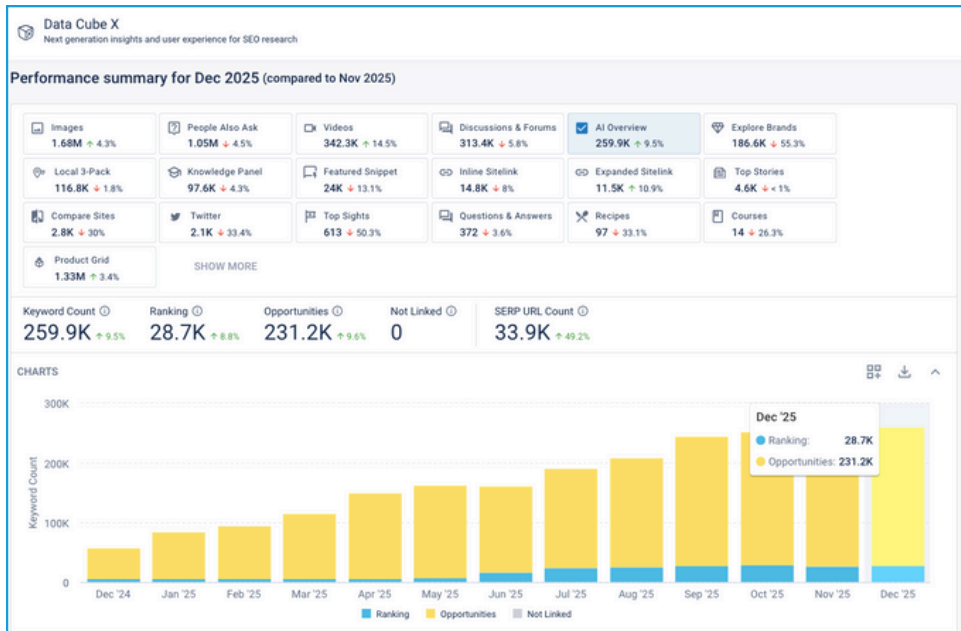 Data Cube X
Next generation insights and user experience for SEO research
Performance summary for Dec 2025 (compared to Nov 2025)
Images
1.68M ↑ 4.3%
People Also Ask
1.05M ↓ 4.5%
Videos
342.3K ↑ 14.5%
Discussions & Forums
313.4K ↓ 5.8%
AI Overview
259.9K ↑ 9.5%
Explore Brands
186.6K ↓ 55.3%
Local 3-Pack
116.8K ↓ 1.8%
Knowledge Panel
97.6K ↓ 4.3%
Featured Snippet
24K ↓ 13.1%
Inline Sitelink
14.8K ↓ 8%
Expanded Sitelink
11.5K ↑ 10.9%
Top Stories
4.6K ↓ < 1%
Compare Sites
2.8K ↓ 30%
Twitter
2.1K ↓ 33.4%
Top Sights
613 ↓ 50.3%
Questions & Answers
372 ↓ 3.6%
Recipes
97 ↓ 33.1%
Courses
14 ↓ 26.3%
Product Grid
1.33M ↑ 3.4%
SHOW MORE
Keyword Count
259.9K ↑ 9.5%
Ranking
28.7K ↑ 8.8%
Opportunities
231.2K ↑ 9.6%
Not Linked
0
SERP URL Count
33.9K ↑ 49.2%
CHARTS
Keyword Count
300K
200K
100K
0
Dec '25
Ranking: 28.7K
Opportunities: 231.2K
Dec '24 Jan '25 Feb '25 Mar '25 Apr '25 May '25 Jun '25 Jul '25 Aug '25 Sep '25 Oct '25 Nov '25 Dec '25
Ranking Opportunities Not Linked